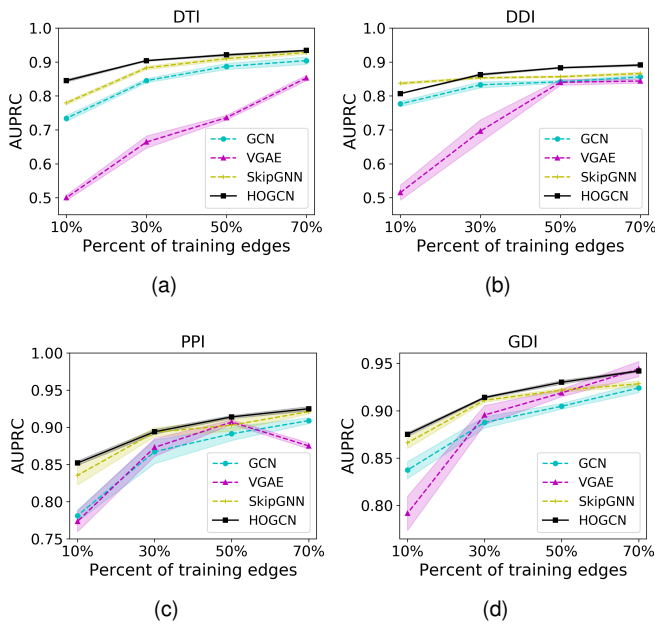 DTI
1.0
0.9
0.8
0.7
0.6
0.5
AUPRC
GCN
VGAE
SkipGNN
HOGCN
10% 30% 50% 70%
Percent of training edges
(a)
DDI
1.0
0.9
0.8
0.7
0.6
0.5
AUPRC
GCN
VGAE
SkipGNN
HOGCN
10% 30% 50% 70%
Percent of training edges
(b)
PPI
1.00
0.95
0.90
0.85
0.80
0.75
AUPRC
GCN
VGAE
SkipGNN
HOGCN
10% 30% 50% 70%
Percent of training edges
(c)
GDI
0.95
0.90
0.85
0.80
AUPRC
GCN
VGAE
SkipGNN
HOGCN
10% 30% 50% 70%
Percent of training edges
(d)